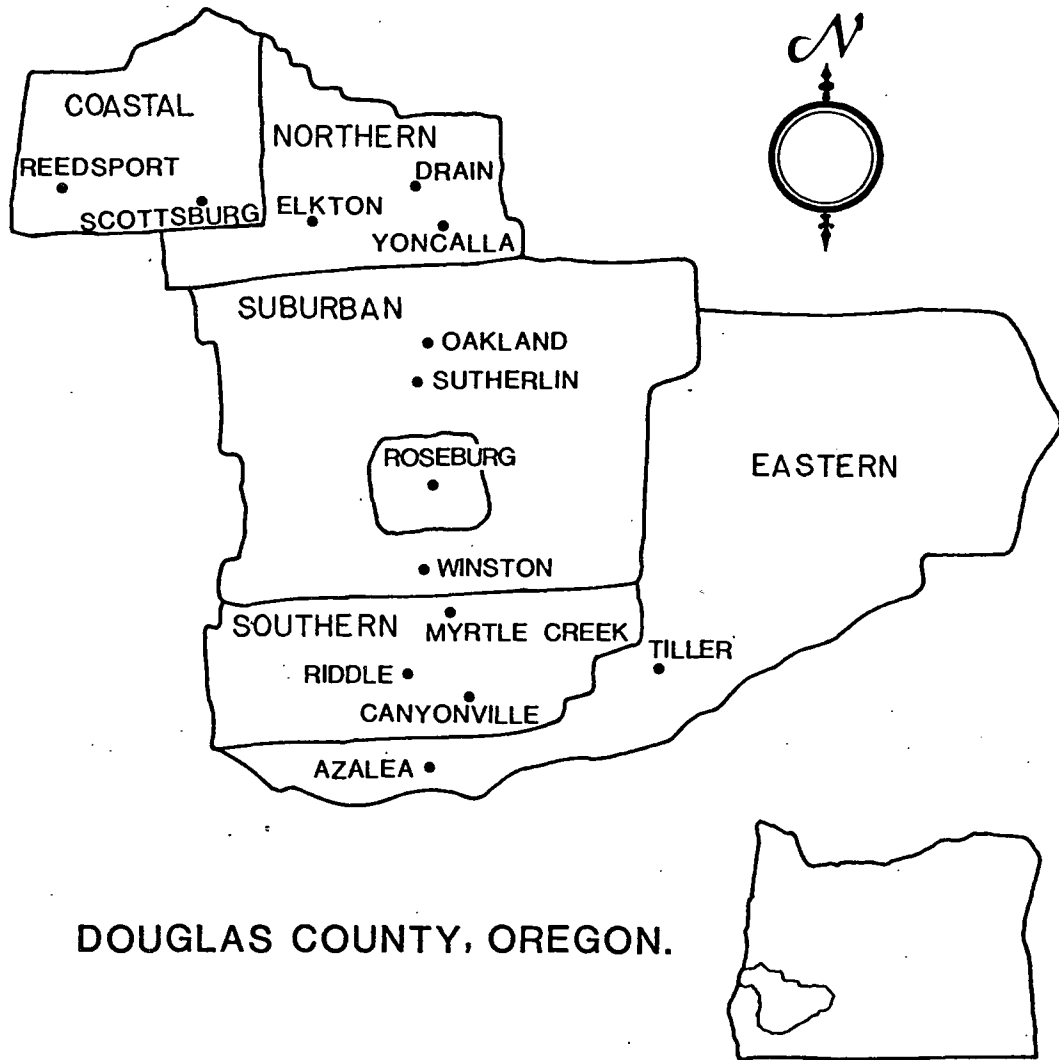 N
COASTAL
NORTHERN
REEDSPORT
DRAIN
SCOTTSBURG
ELKTON
YONCALLA
SUBURBAN
OAKLAND
SUTHERLIN
ROSEBURG
EASTERN
WINSTON
SOUTHERN
MYRTLE CREEK
TILLER
RIDDLE
CANYONVILLE
AZALEA
DOUGLAS COUNTY, OREGON.